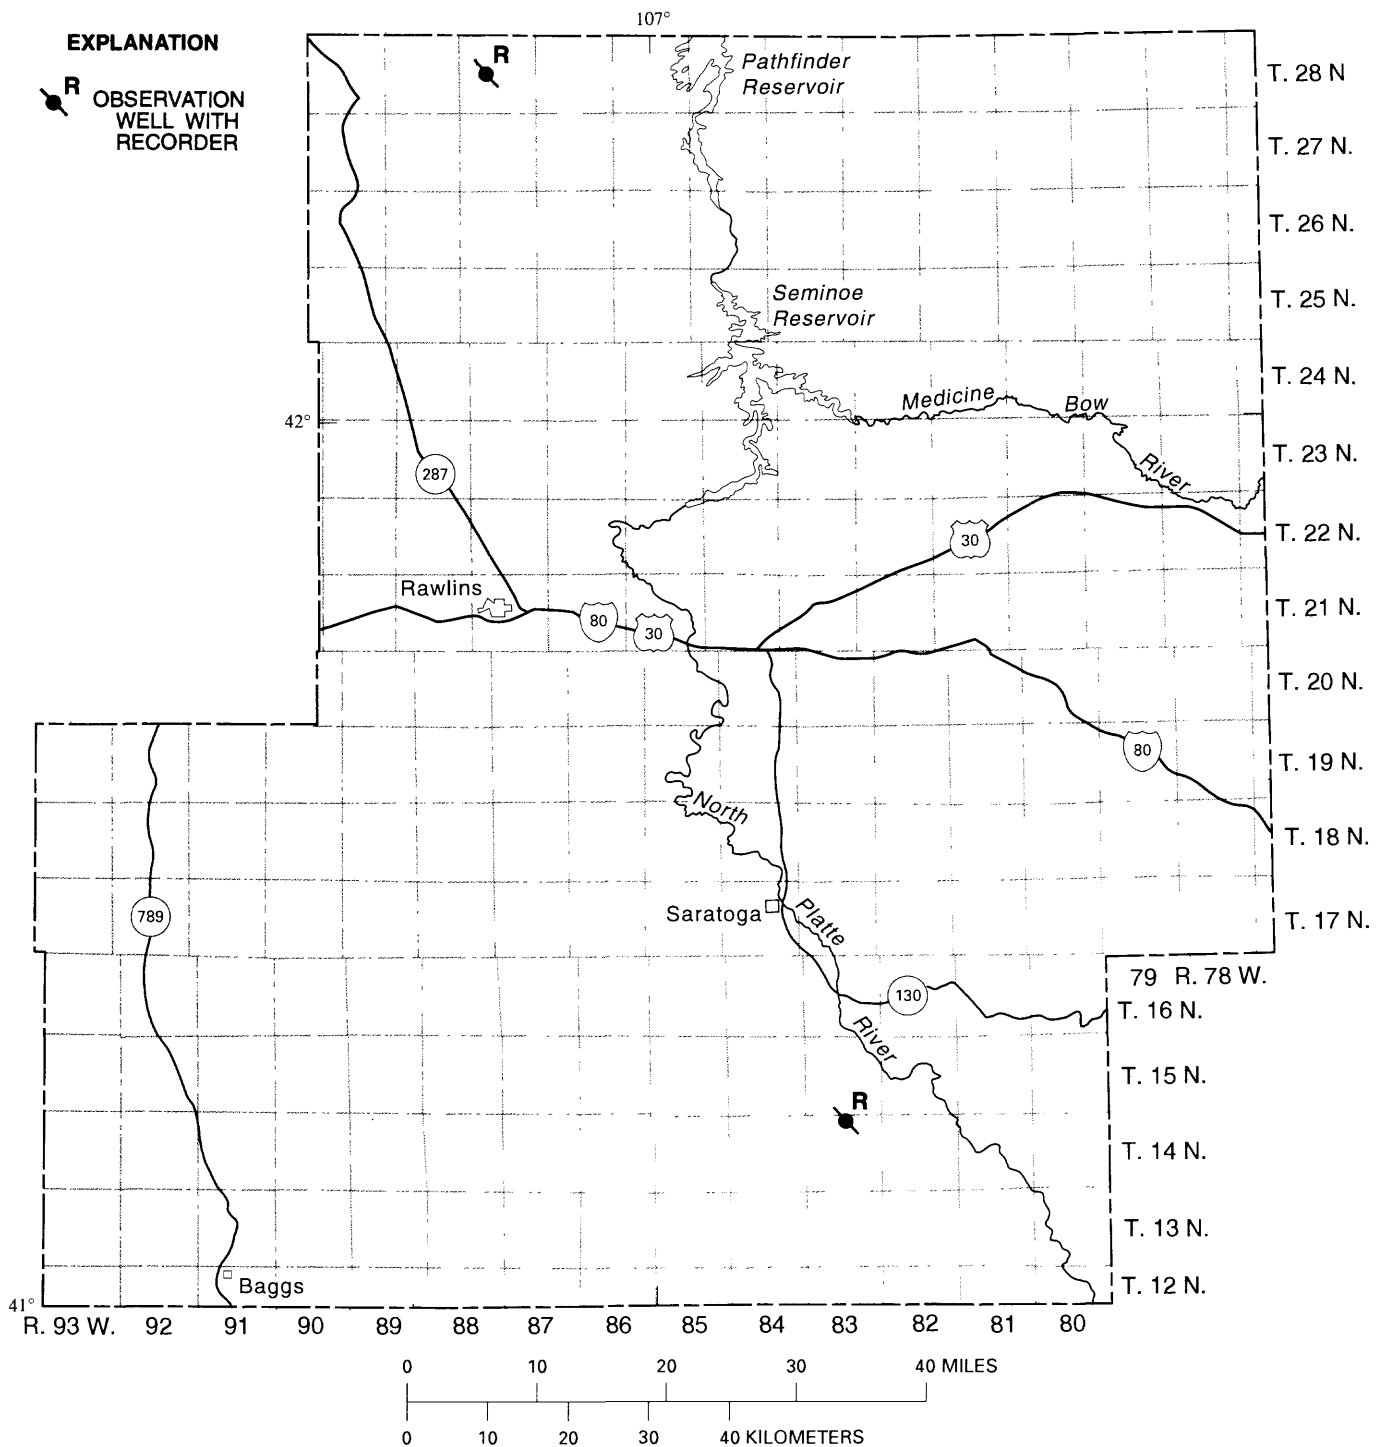 107°
EXPLANATION
R
OBSERVATION
WELL WITH
RECORDER
R
Pathfinder
Reservoir
T. 28 N
T. 27 N.
T. 26 N.
Seminoe
Reservoir
T. 25 N.
T. 24 N.
Medicine Bow
River
42°
T. 23 N.
287
30
T. 22 N.
Rawlins
80
30
T. 21 N.
T. 20 N.
80
T. 19 N.
North
T. 18 N.
789
Saratoga
Platte
T. 17 N.
79 R. 78 W.
130
T. 16 N.
River
T. 15 N.
R
T. 14 N.
T. 13 N.
Baggs
T. 12 N.
41°
R. 93 W. 92 91 90 89 88 87 86 85 84 83 82 81 80
0 10 20 30 40 MILES
0 10 20 30 40 KILOMETERS